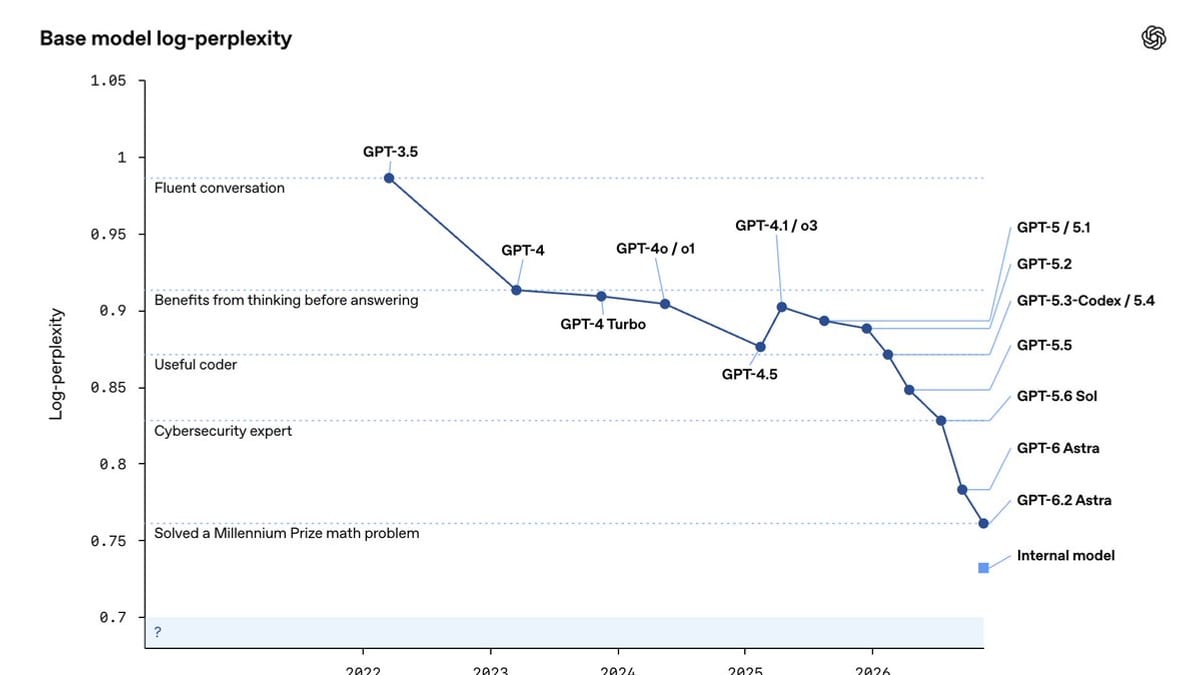 Base model log-perplexity
1.05
1
0.95
0.9
0.85
0.8
0.75
0.7
Log-perplexity
GPT-3.5
Fluent conversation
GPT-4
GPT-4o / o1
GPT-4.1 / o3
GPT-5 / 5.1
GPT-5.2
Benefits from thinking before answering
GPT-5.3-Codex / 5.4
GPT-4 Turbo
GPT-5.5
Useful coder
GPT-4.5
GPT-5.6 Sol
Cybersecurity expert
GPT-6 Astra
GPT-6.2 Astra
Solved a Millennium Prize math problem
Internal model
?
2022
2023
2024
2025
2026